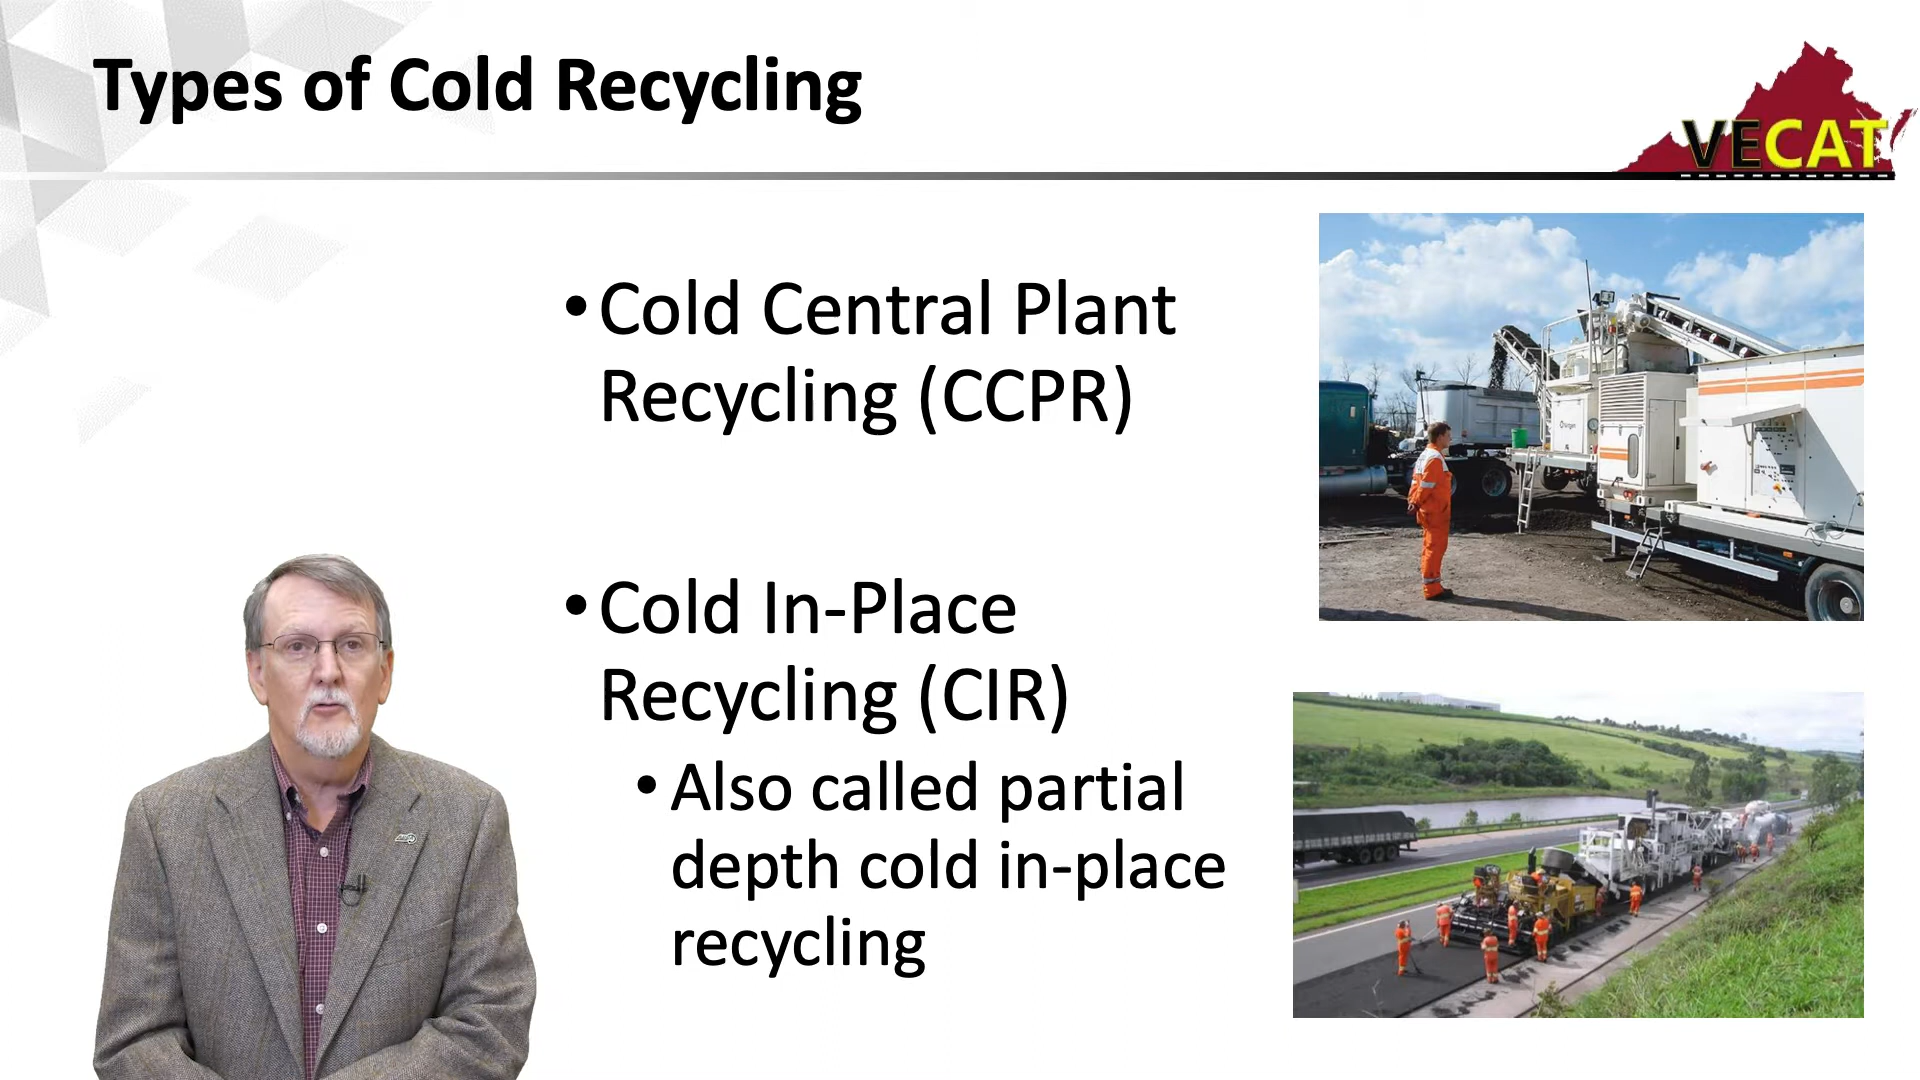 Types of Cold Recycling
VECAT
•Cold Central Plant
Recycling (CCPR)
•Cold In-Place
Recycling (CIR)
•Also called partial
depth cold in-place
recycling